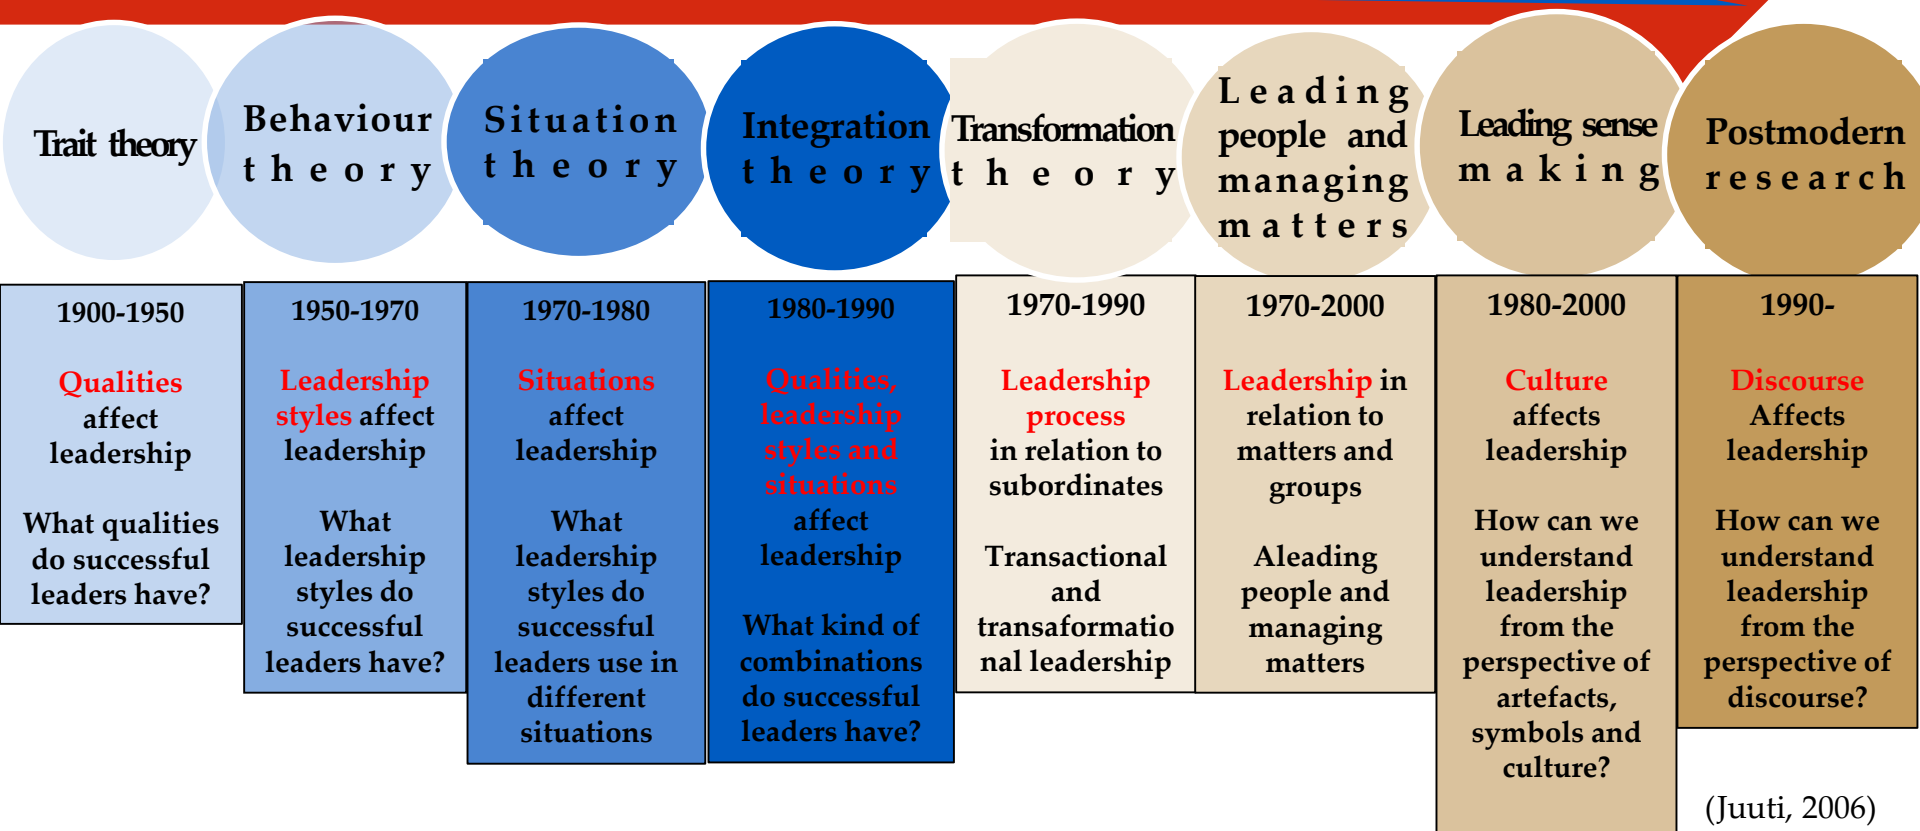 Trait theory
Behaviour
theory
Situation
theory
Integration
theory
Transformation
theory
Leading
people and
managing
matters
Leading sense
making
Postmodern
research
1900-1950
Qualities
affect
leadership
What qualities
do successful
leaders have?
1950-1970
Leadership
styles affect
leadership
What
leadership
styles do
successful
leaders have?
1970-1980
Situations
affect
leadership
What
leadership
styles do
successful
leaders use in
different
situations
1980-1990
Qualities,
leadership
styles and
situations
affect
leadership
What kind of
combinations
do successful
leaders have?
1970-1990
Leadership
process
in relation to
subordinates
Transactional
and
transaformatio
nal leadership
1970-2000
Leadership in
relation to
matters and
groups
Aleading
people and
managing
matters
1980-2000
Culture
affects
leadership
How can we
understand
leadership
from the
perspective of
artefacts,
symbols and
culture?
1990-
Discourse
Affects
leadership
How can we
understand
leadership
from the
perspective of
discourse?
(Juuti, 2006)